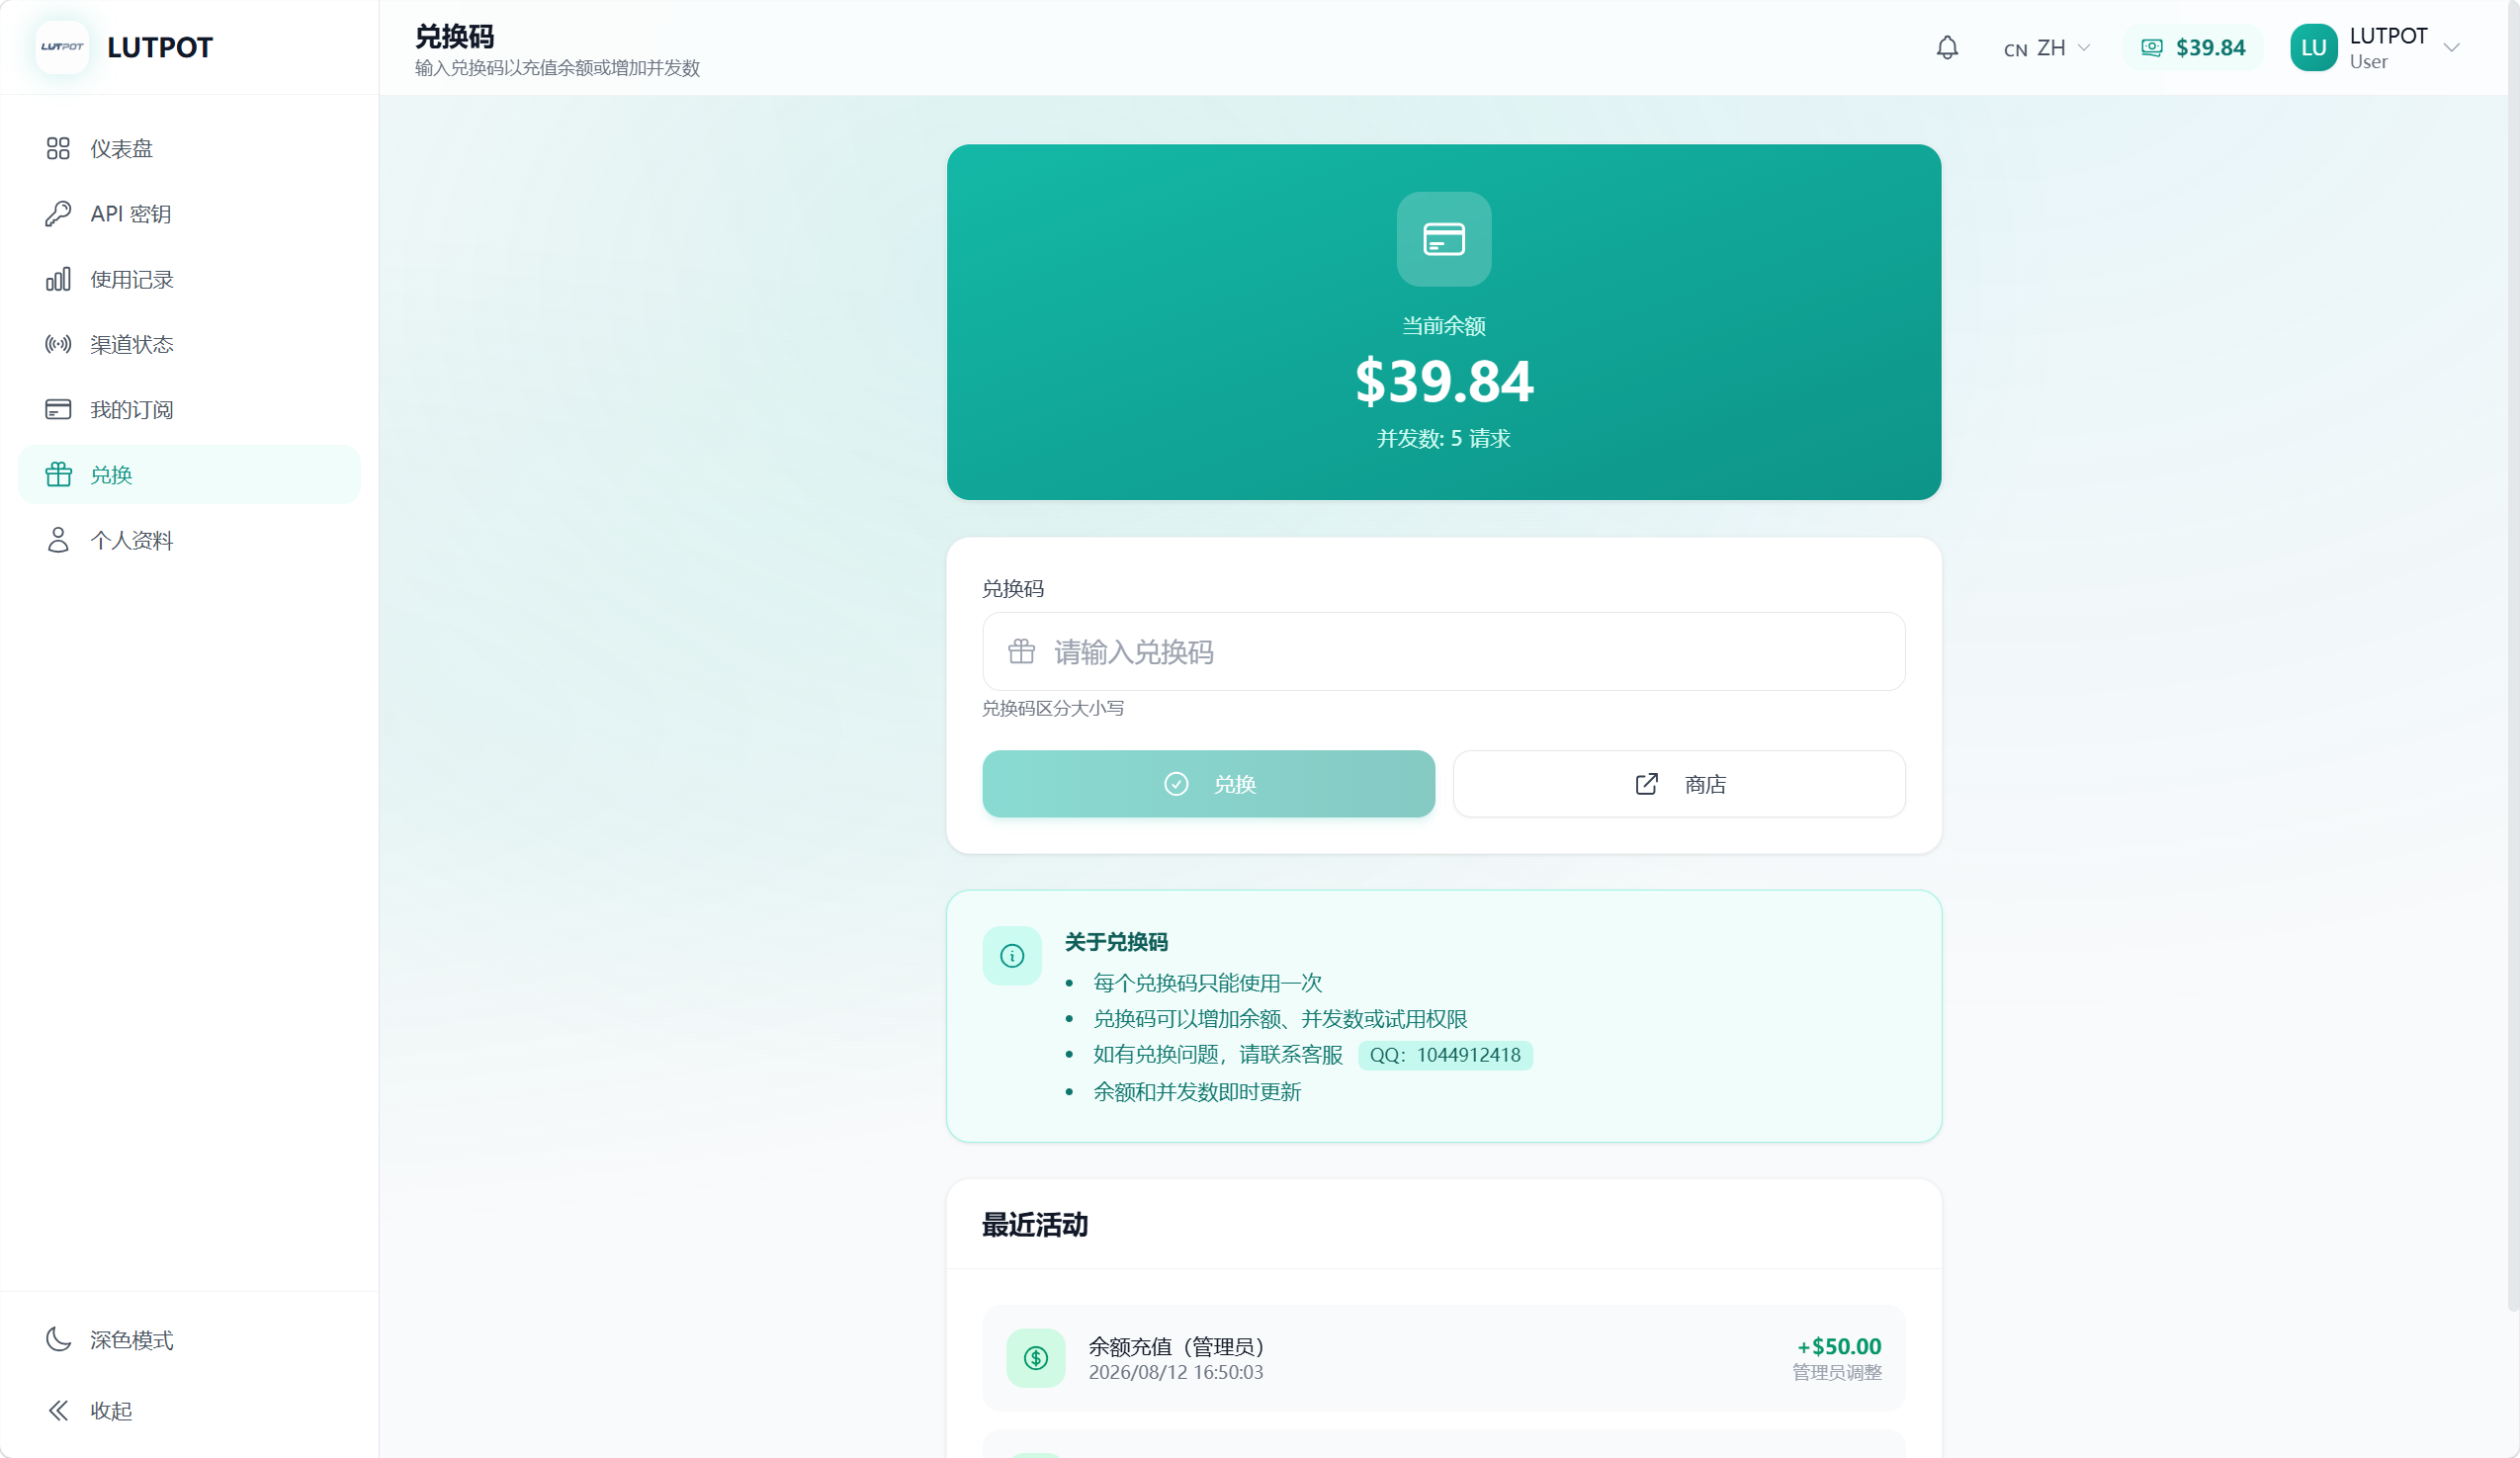 LUTPOT
LUTPOT
仪表盘
API 密钥
使用记录
渠道状态
我的订阅
兑换
个人资料
深色模式
收起
兑换码
输入兑换码以充值余额或增加并发数
CN ZH
$39.84
LU
LUTPOT
User
当前余额
$39.84
并发数: 5 请求
兑换码
请输入兑换码
兑换码区分大小写
兑换
商店
关于兑换码
• 每个兑换码只能使用一次
• 兑换码可以增加余额、并发数或试用权限
• 如有兑换问题，请联系客服 QQ：1044912418
• 余额和并发数即时更新
最近活动
余额充值（管理员）
+$50.00
2026/08/12 16:50:03
管理员调整